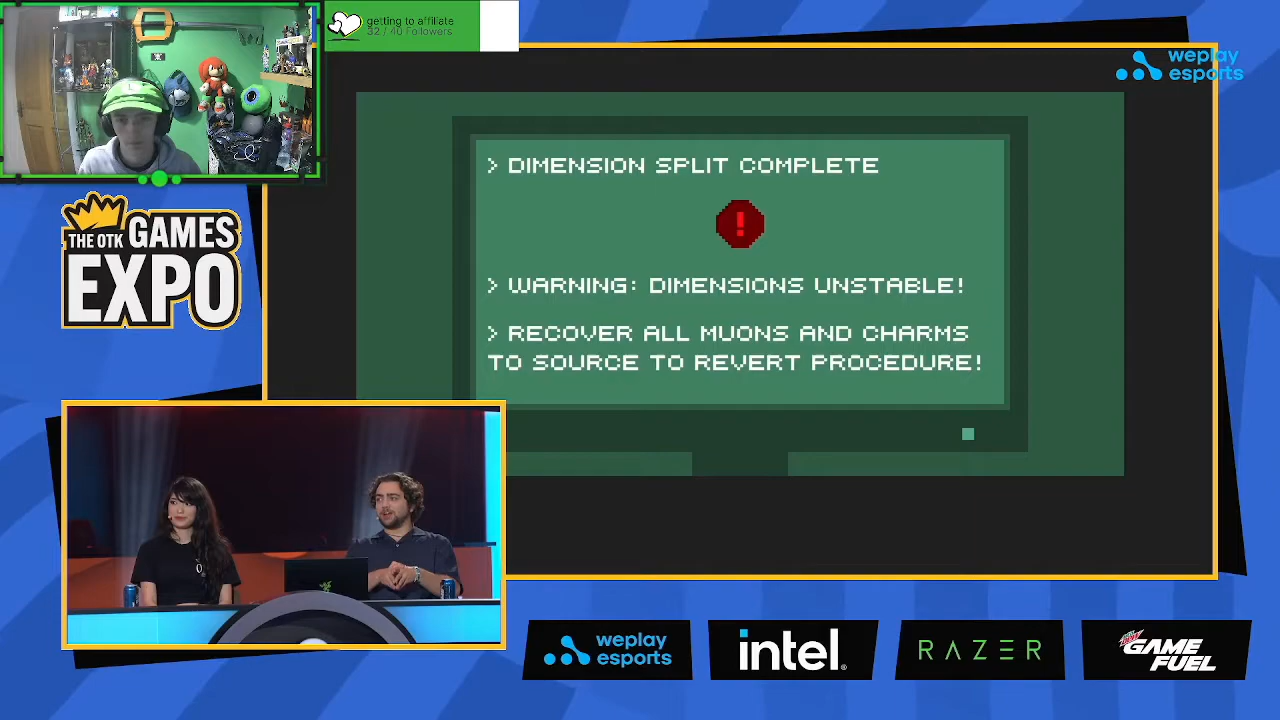 getting to affiliate
32 / 40 Followers
weplay
esports
THE OTK GAMES
EXPO
> DIMENSION SPLIT COMPLETE
!
> WARNING: DIMENSIONS UNSTABLE!
> RECOVER ALL MUONS AND CHARMS
TO SOURCE TO REVERT PROCEDURE!
weplay
esports
intel.
RAZER
GAME
FUEL